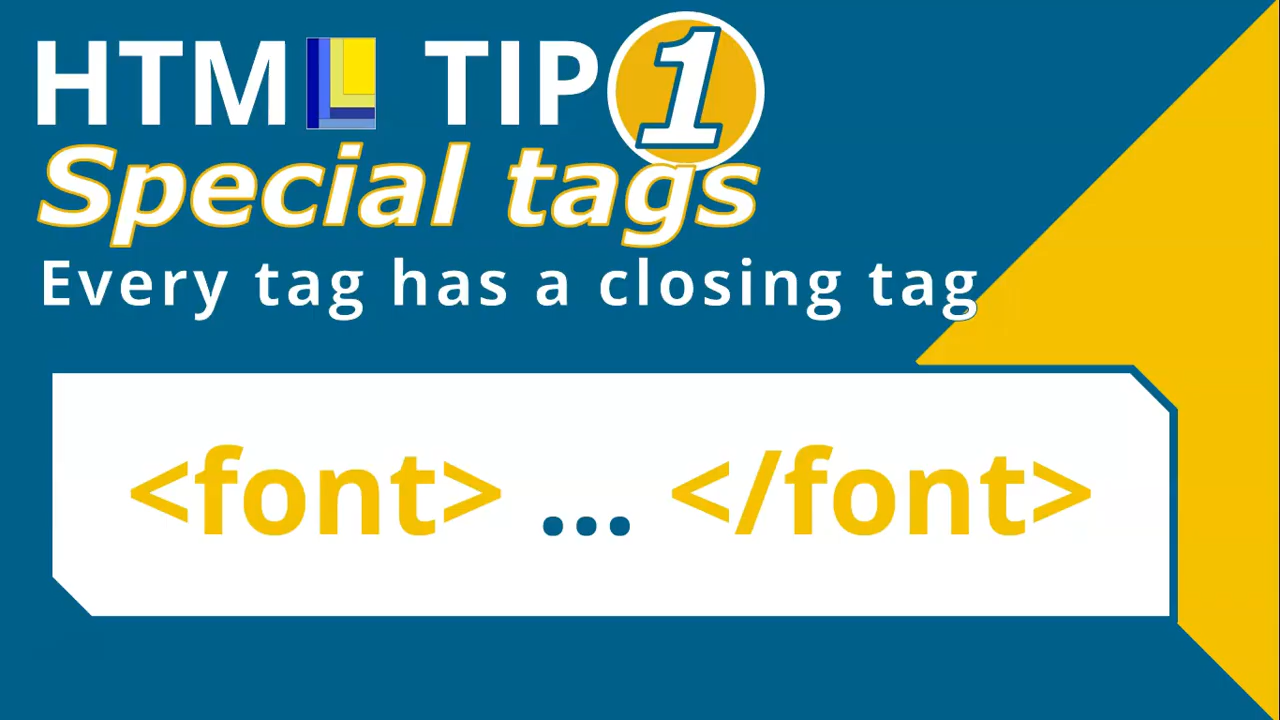 HTML TIP 1
Special tags
Every tag has a closing tag
<font> ... </font>